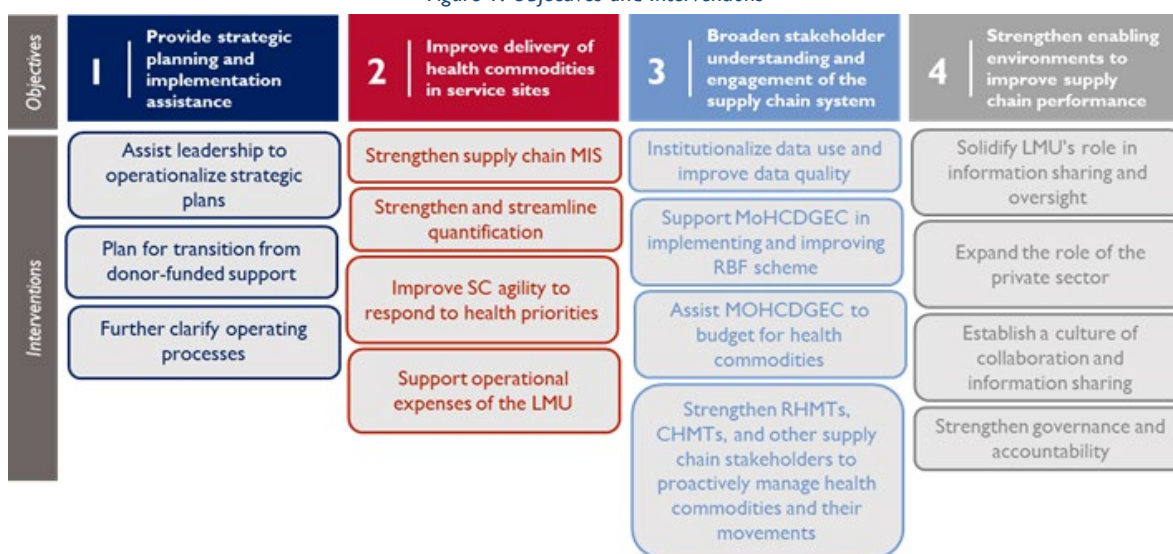 Figure 1. Objectives and Interventions
Objectives
1
Provide strategic
planning and
implementation
assistance
2
Improve delivery of
health commodities
in service sites
3
Broaden stakeholder
understanding and
engagement of the
supply chain system
4
Strengthen enabling
environments to
improve supply
chain performance
Interventions
Assist leadership to
operationalize strategic
plans
Plan for transition from
donor-funded support
Further clarify operating
processes
Strengthen supply chain MIS
Strengthen and streamline
quantification
Improve SC agility to
respond to health priorities
Support operational
expenses of the LMU
Institutionalize data use and
improve data quality
Support MoHCDGEC in
implementing and improving
RBF scheme
Assist MOHCDGEC to
budget for health
commodities
Strengthen RHMTs,
CHMTs, and other supply
chain stakeholders to
proactively manage health
commodities and their
movements
Solidify LMU's role in
information sharing and
oversight
Expand the role of the
private sector
Establish a culture of
collaboration and
information sharing
Strengthen governance and
accountability